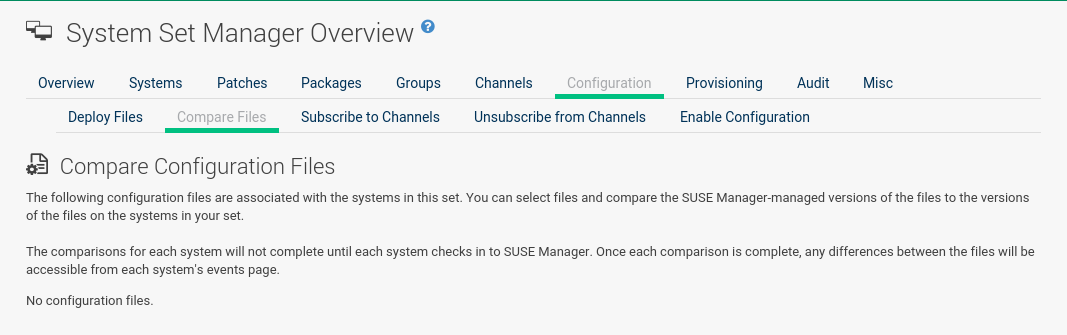 System Set Manager Overview ?
Overview Systems Patches Packages Groups Channels Configuration Provisioning Audit Misc
Deploy Files Compare Files Subscribe to Channels Unsubscribe from Channels Enable Configuration
Compare Configuration Files
The following configuration files are associated with the systems in this set. You can select files and compare the SUSE Manager-managed versions of the files to the versions
of the files on the systems in your set.
The comparisons for each system will not complete until each system checks in to SUSE Manager. Once each comparison is complete, any differences between the files will be
accessible from each system's events page.
No configuration files.